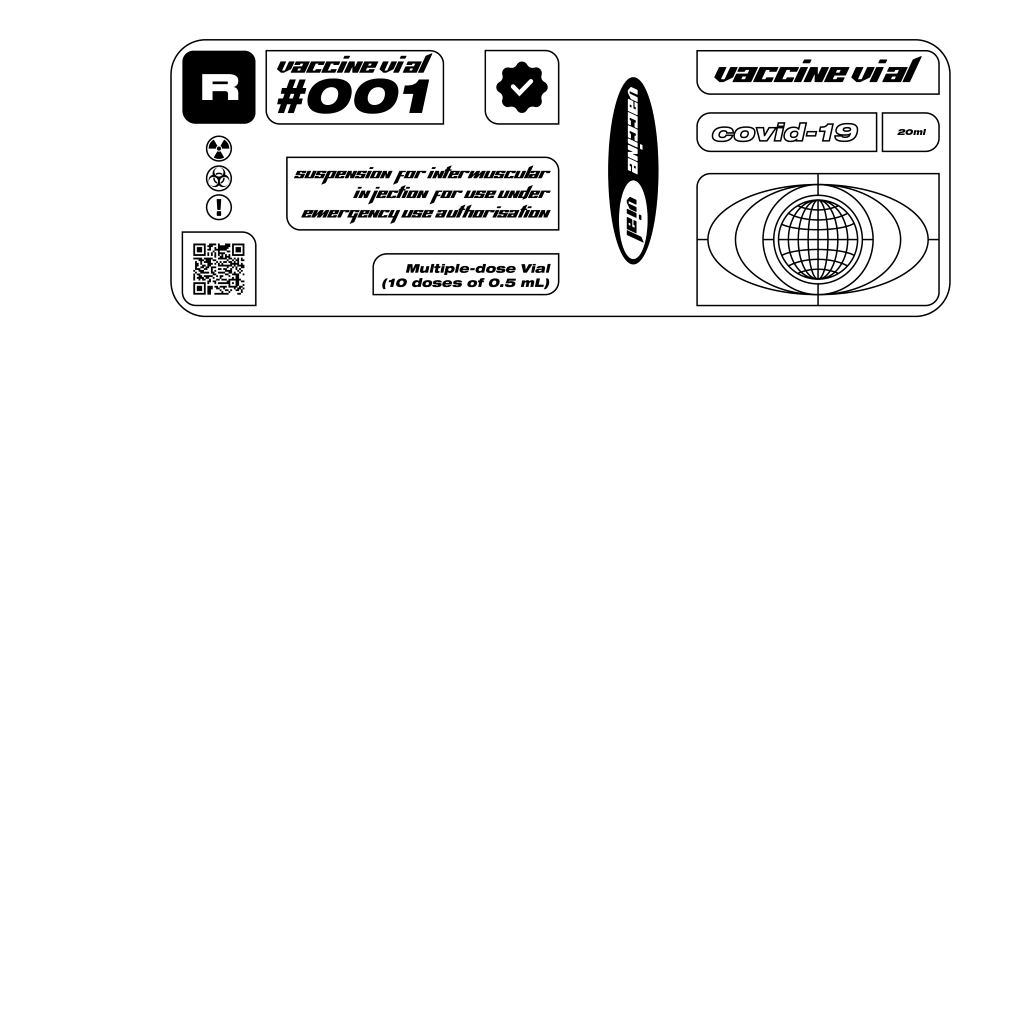 R
vaccine vial
#001
suspension for intermuscular
injection for use under
emergency use authorisation
Multiple-dose Vial
(10 doses of 0.5 mL)
vaccine vial
vaccine vial
covid-19
20ml